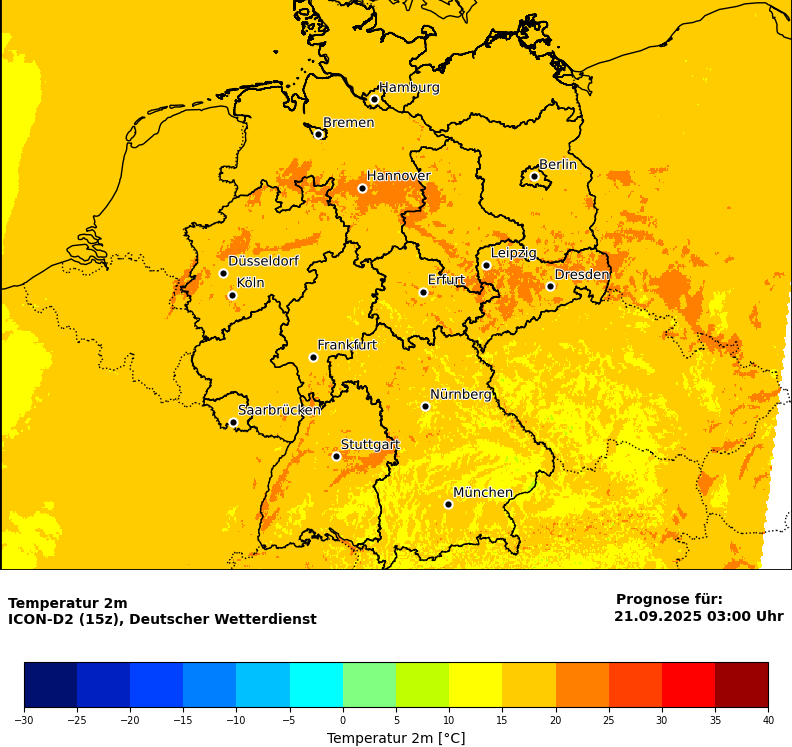 Hamburg
Bremen
Berlin
Hannover
Leipzig
Düsseldorf
Dresden
Köln
Erfurt
Frankfurt
Nürnberg
Saarbrücken
Stuttgart
München
Temperatur 2m
ICON-D2 (15z), Deutscher Wetterdienst
Prognose für:
21.09.2025 03:00 Uhr
−30 −25 −20 −15 −10 −5 0 5 10 15 20 25 30 35 40
Temperatur 2m [°C]